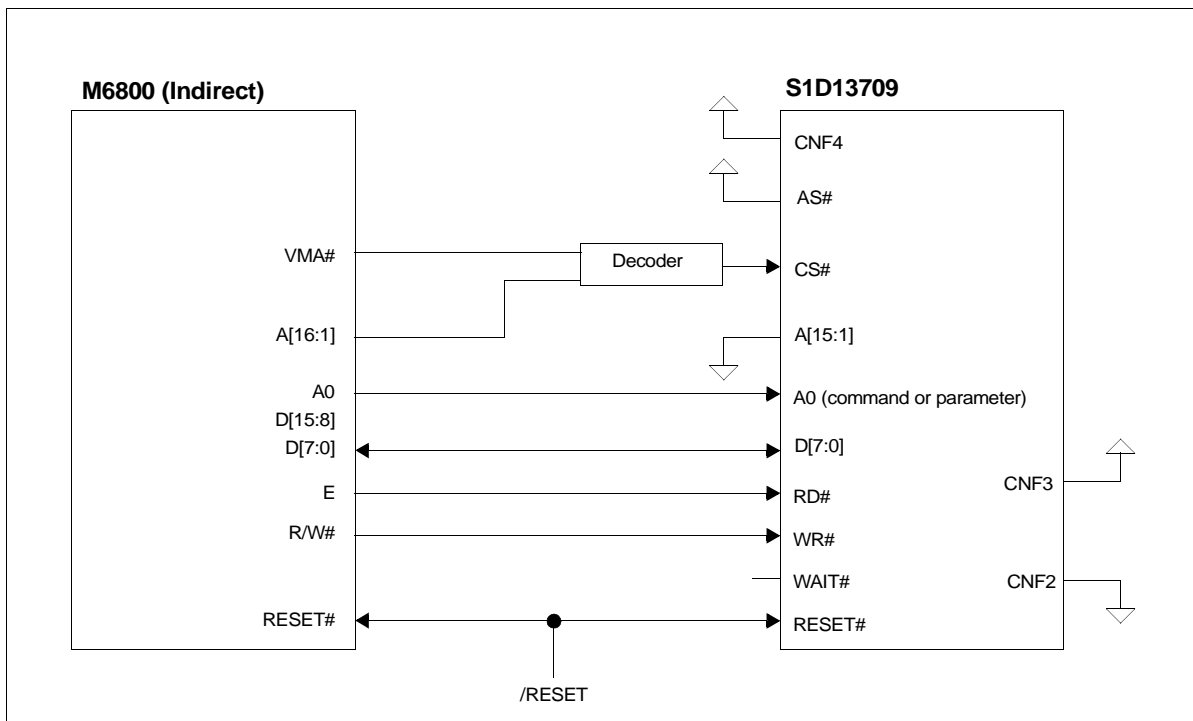 M6800 (Indirect)
S1D13709
CNF4
AS#
VMA#
Decoder
CS#
A[16:1]
A[15:1]
A0
A0 (command or parameter)
D[15:8]
D[7:0]
D[7:0]
CNF3
E
RD#
R/W#
WR#
WAIT#
CNF2
RESET#
RESET#
/RESET